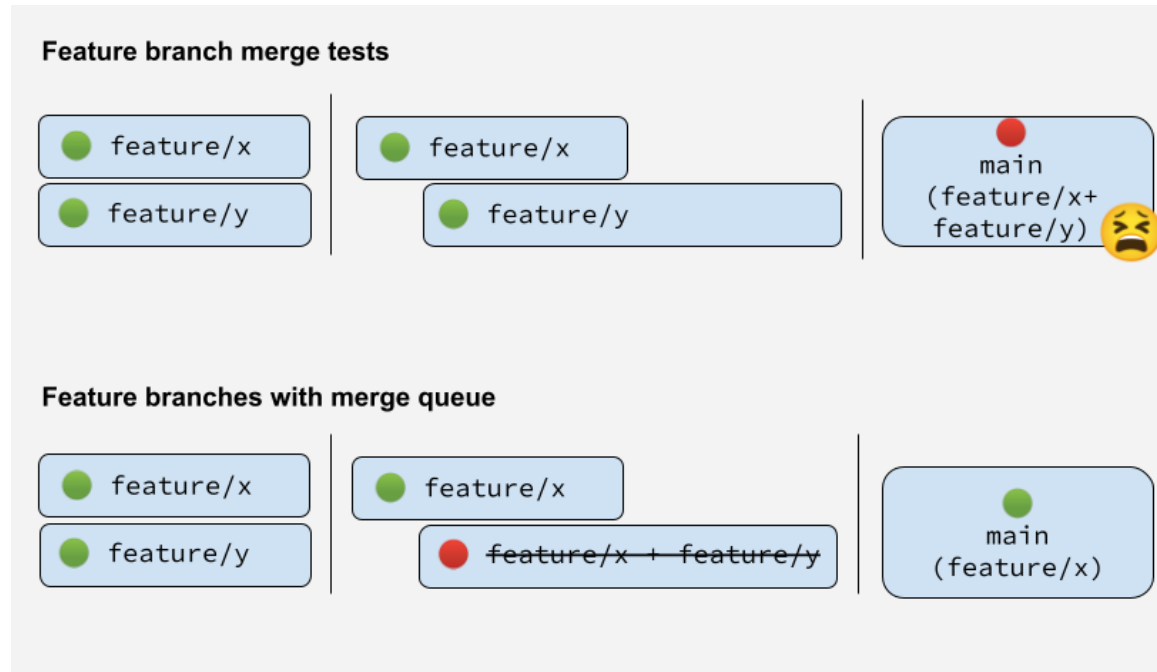 Feature branch merge tests
feature/x
feature/y
feature/x
feature/y
main
(feature/x+
feature/y)
Feature branches with merge queue
feature/x
feature/y
feature/x
feature/x + feature/y
main
(feature/x)